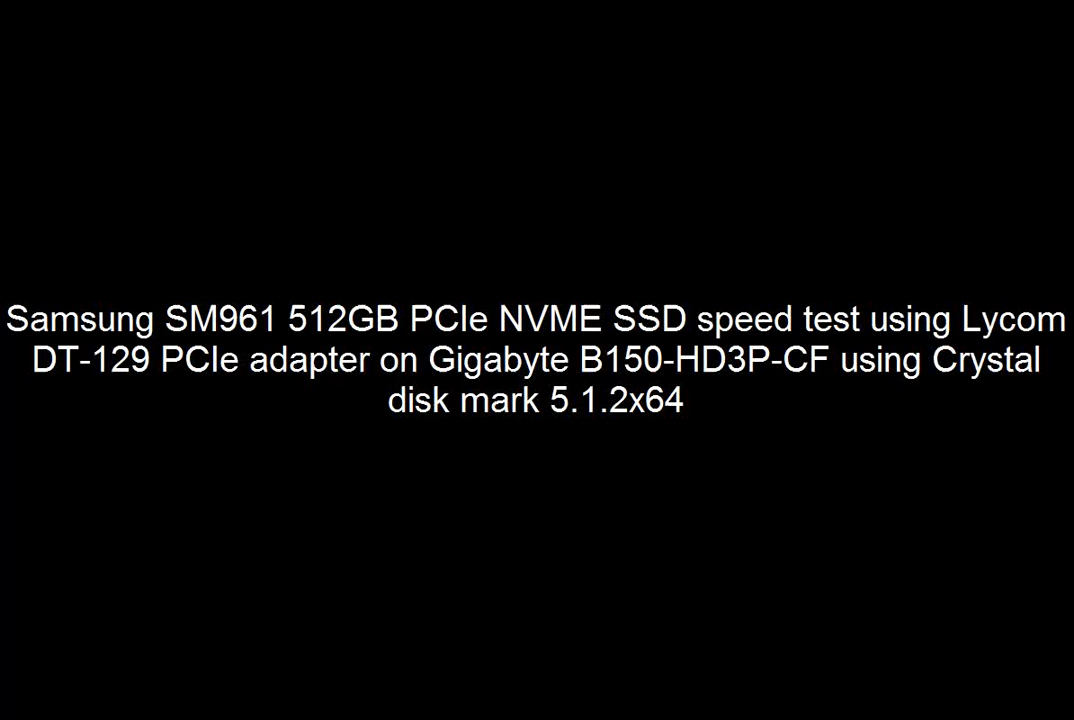 Samsung SM961 512GB PCIe NVME SSD speed test using Lycom
DT-129 PCIe adapter on Gigabyte B150-HD3P-CF using Crystal
disk mark 5.1.2x64